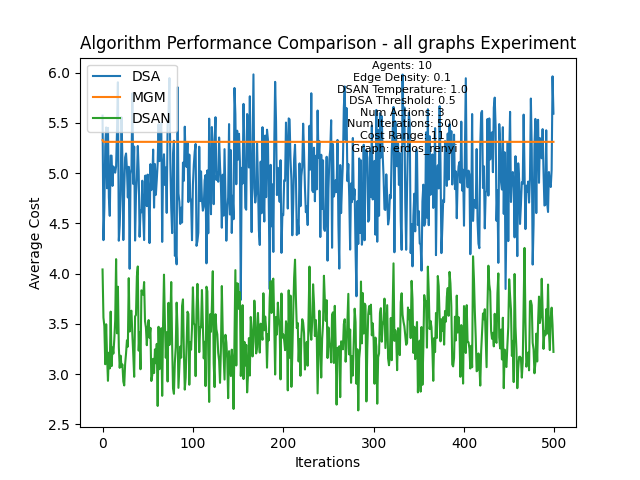 Algorithm Performance Comparison - all graphs Experiment
DSA
MGM
DSAN
Agents: 10
Edge Density: 0.1
DSAN Temperature: 1.0
DSA Threshold: 0.5
Num Actions: 3
Num Iterations: 500
Cost Range: 11
Graph: erdos_renyi
Average Cost
6.0
5.5
5.0
4.5
4.0
3.5
3.0
2.5
0 100 200 300 400 500
Iterations